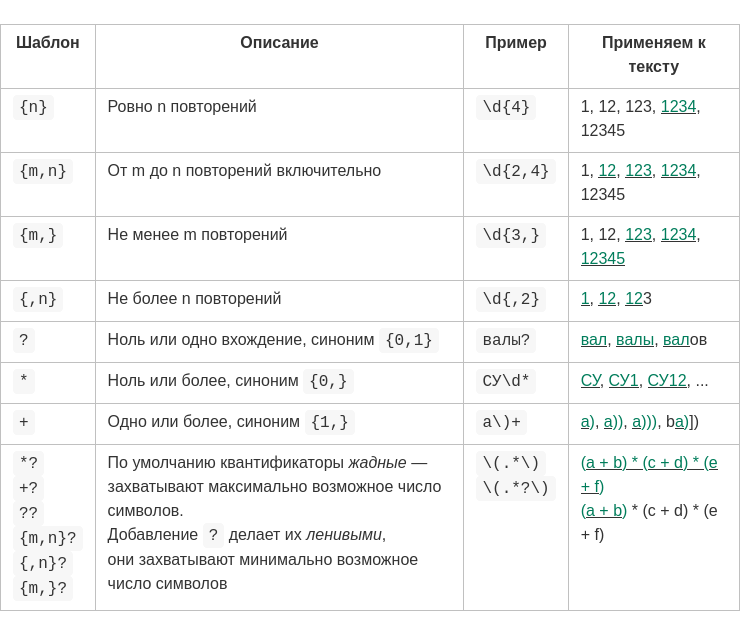 Шаблон Описание Пример Применяем к
тексту
{n} Ровно n повторений \d{4} 1, 12, 123, 1234,
12345
{m,n} От m до n повторений включительно \d{2,4} 1, 12, 123, 1234,
12345
{m,} Не менее m повторений \d{3,} 1, 12, 123, 1234,
12345
{,n} Не более n повторений \d{,2} 1, 12, 123
? Ноль или одно вхождение, синоним {0,1} валы? вал, валы, валов
* Ноль или более, синоним {0,} СУ\d* СУ, СУ1, СУ12, ...
+ Одно или более, синоним {1,} a\)+ a), a)), a))), ba)])
*? По умолчанию квантификаторы жадные — \(.*\) (a + b) * (c + d) * (e
+? захватывают максимально возможное число \(.*?\) + f)
?? символов. (a + b) * (c + d) * (e
{m,n}? Добавление ? делает их ленивыми, + f)
{,n}? они захватывают минимально возможное
{m,}? число символов